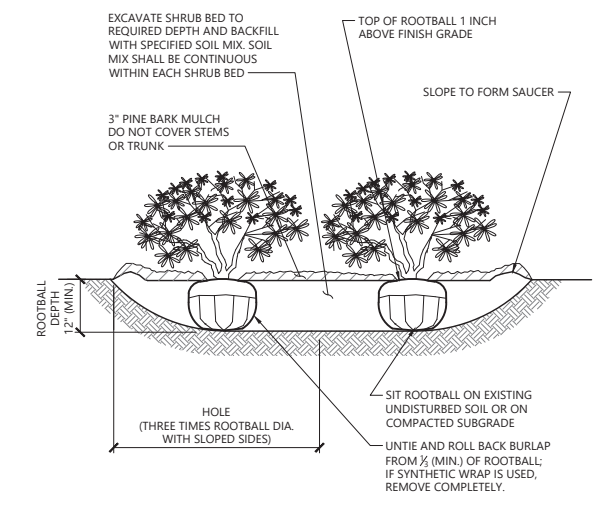 EXCAVATE SHRUB BED TO
REQUIRED DEPTH AND BACKFILL
WITH SPECIFIED SOIL MIX. SOIL
MIX SHALL BE CONTINUOUS
WITHIN EACH SHRUB BED
TOP OF ROOTBALL 1 INCH
ABOVE FINISH GRADE
SLOPE TO FORM SAUCER
3" PINE BARK MULCH
DO NOT COVER STEMS
OR TRUNK
ROOTBALL
DEPTH
12" (MIN.)
HOLE
(THREE TIMES ROOTBALL DIA.
WITH SLOPED SIDES)
SIT ROOTBALL ON EXISTING
UNDISTURBED SOIL OR ON
COMPACTED SUBGRADE
UNTIE AND ROLL BACK BURLAP
FROM ⅓ (MIN.) OF ROOTBALL;
IF SYNTHETIC WRAP IS USED,
REMOVE COMPLETELY.